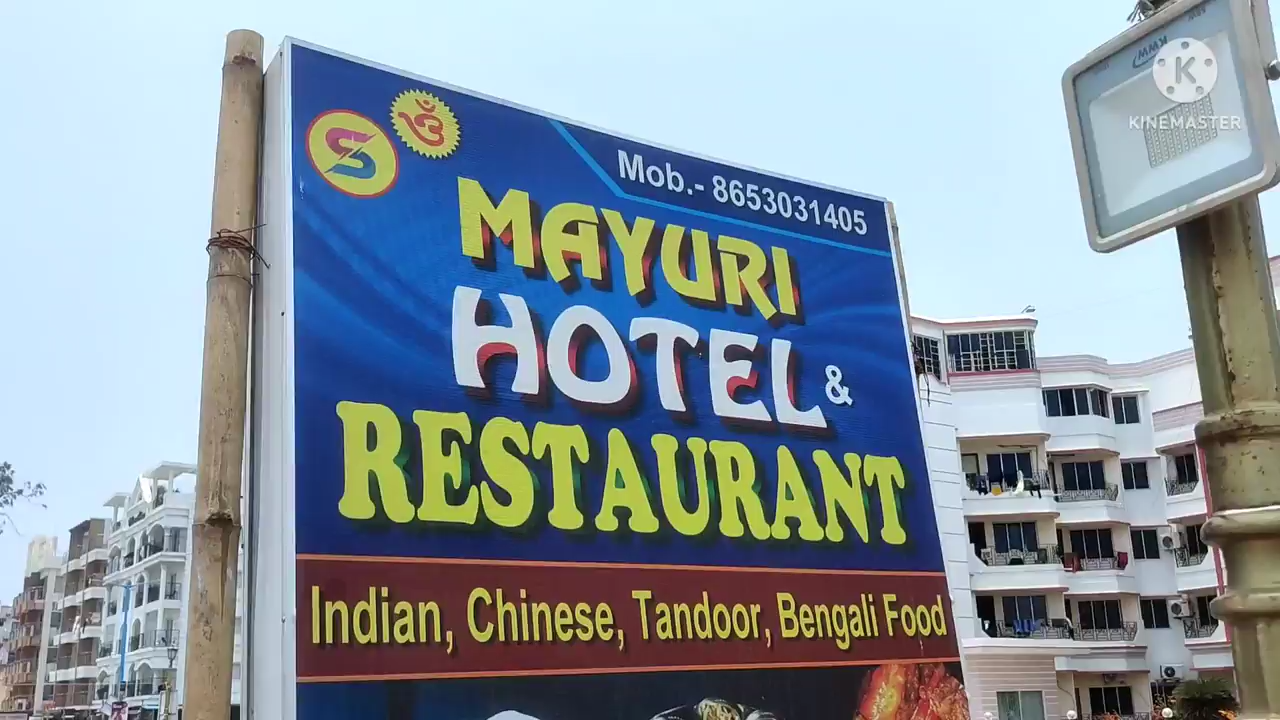 ॐ
S
Mob.- 8653031405
MAYURI
HOTEL &
RESTAURANT
Indian, Chinese, Tandoor, Bengali Food
K
KINEMASTER